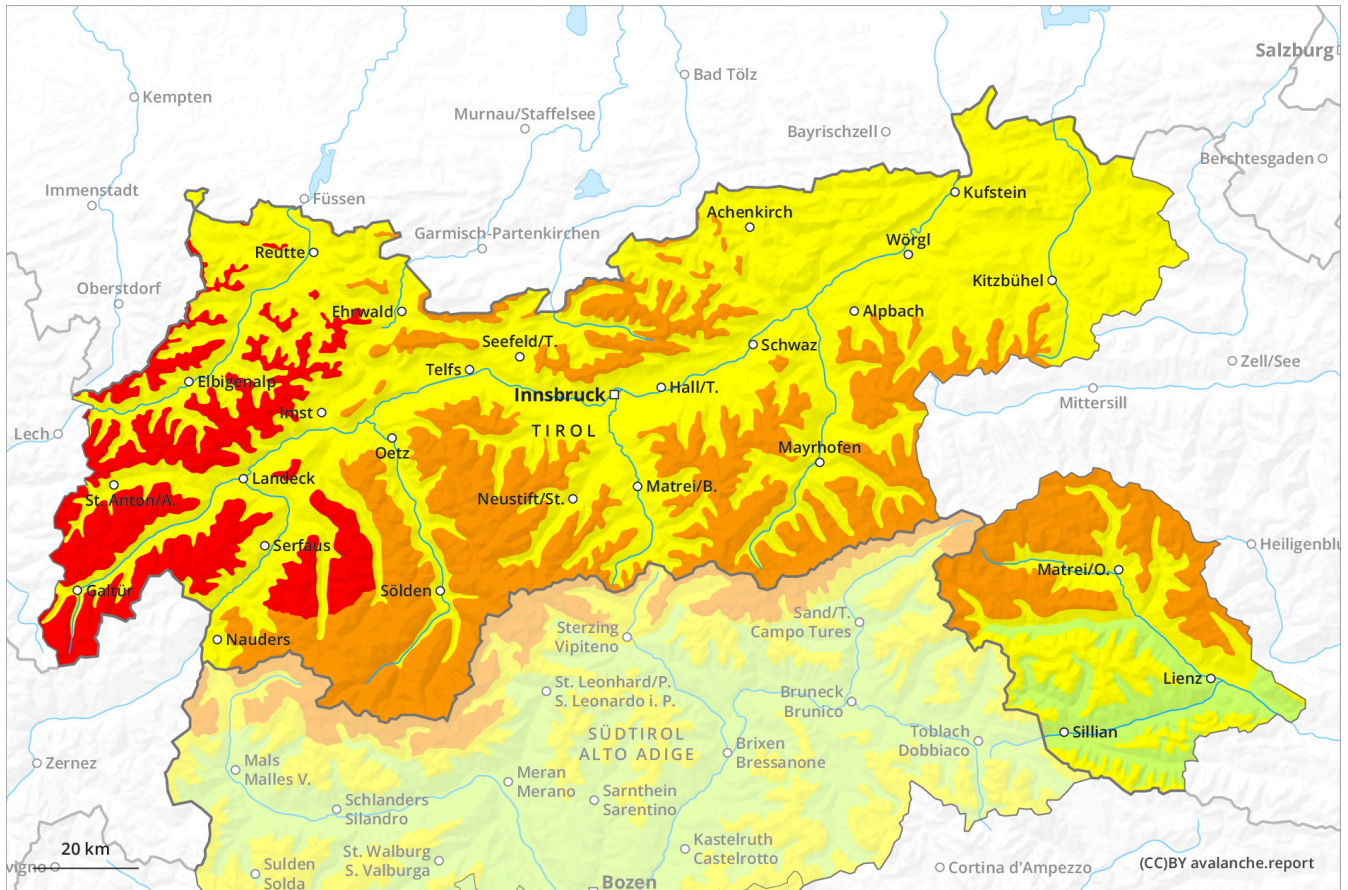 Salzburg
Bad Tölz
Kempten
Murnau/Staffelsee
Bayrischzell
Berchtesgaden
Immenstadt
Füssen
Kufstein
Achenkirch
Garmisch-Partenkirchen
Wörgl
Reutte
Oberstdorf
Kitzbühel
Ehrwald
Alpbach
Seefeld/T.
Schwaz
Zell/See
Telfs
Elbigenalp
Hall/T.
Innsbruck
Mittersill
Imst
Lech
TIROL
Oetz
Mayrhofen
Landeck
St. Anton/A.
Neustift/St.
Matrei/B.
Serfaus
Heiligenblu
Matrei/O.
Galtür
Sölden
Sand/T.
Campo Tures
Nauders
Sterzing
Vipiteno
Lienz
St. Leonhard/P.
S. Leonardo i. P.
Bruneck
Brunico
SÜDTIROL
ALTO ADIGE
Toblach
Dobbiaco
Sillian
Brixen
Bressanone
Zernez
Mals
Malles V.
Meran
Merano
Sarnthein
Sarentino
Schlanders
Silandro
Kastelruth
Castelrotto
20 km
St. Walburg
S. Valburga
vigno
Sulden
Solda
Cortina d'Ampezzo
(CC)BY avalanche.report
Bozen